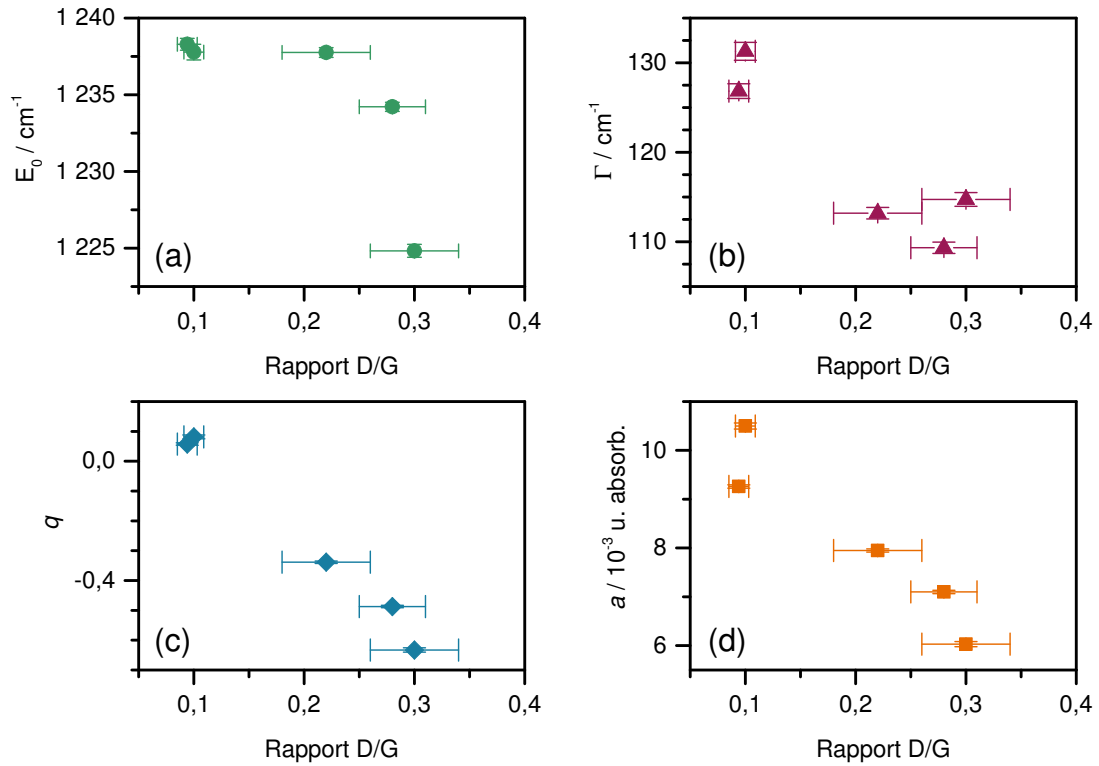 1 240
1 235
1 230
1 225
E0 / cm-1
(a)
0,1
0,2
0,3
0,4
Rapport D/G
130
120
110
Γ / cm-1
(b)
0,1
0,2
0,3
0,4
Rapport D/G
0,0
-0,4
q
(c)
0,1
0,2
0,3
0,4
Rapport D/G
10
8
6
a / 10-3 u. absorb.
(d)
0,1
0,2
0,3
0,4
Rapport D/G